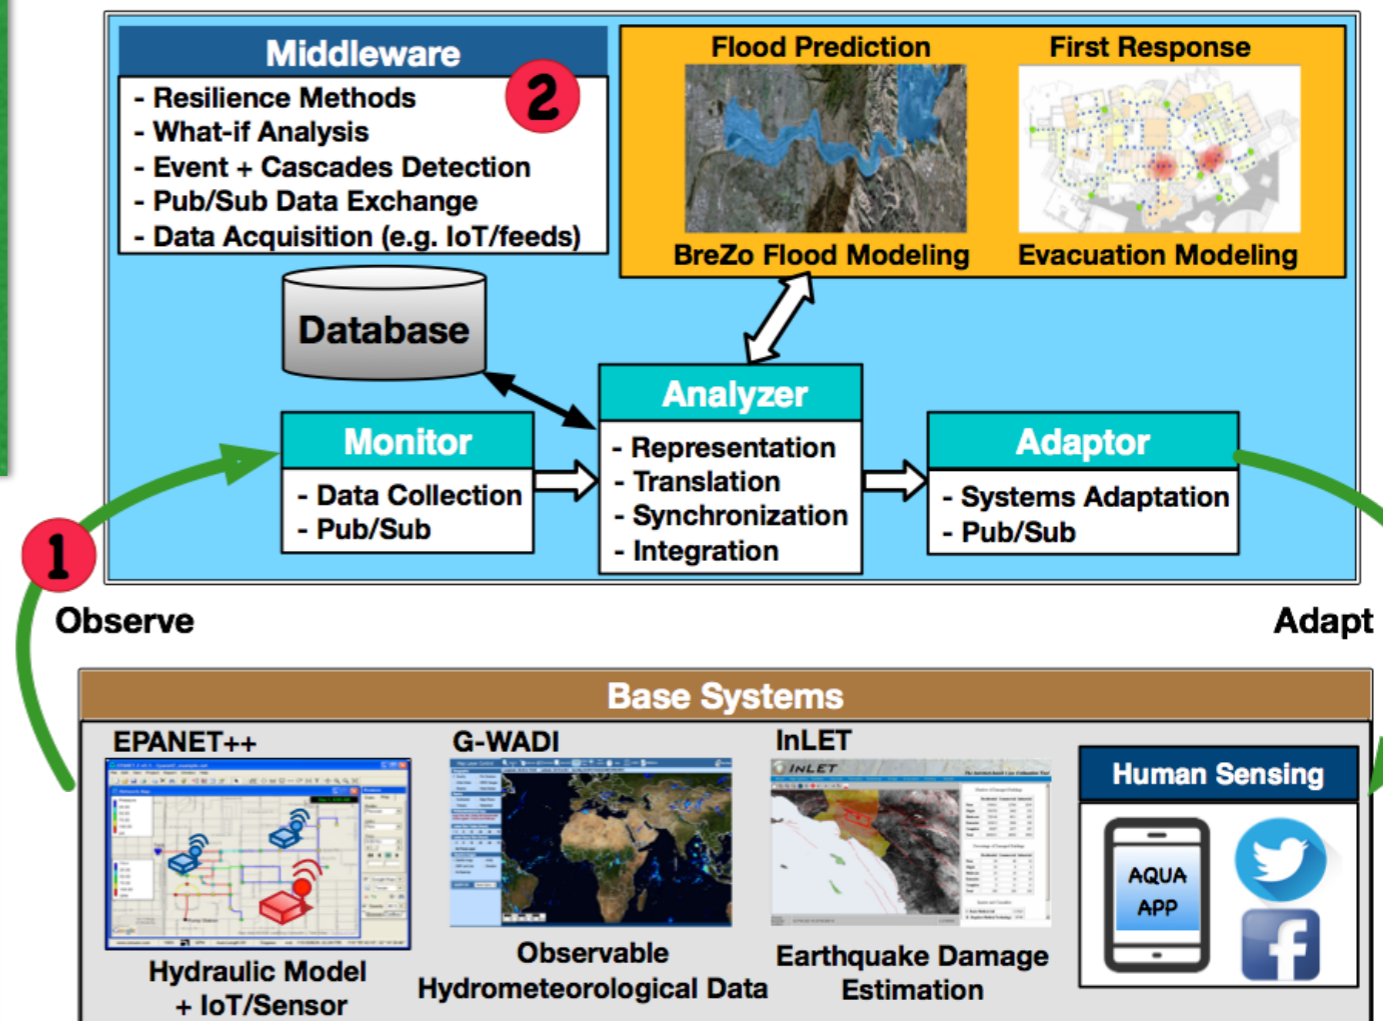 Middleware
2
- Resilience Methods
- What-if Analysis
- Event + Cascades Detection
- Pub/Sub Data Exchange
- Data Acquisition (e.g. IoT/feeds)
Flood Prediction
First Response
BreZo Flood Modeling
Evacuation Modeling
Database
Monitor
- Data Collection
- Pub/Sub
Analyzer
- Representation
- Translation
- Synchronization
- Integration
Adaptor
- Systems Adaptation
- Pub/Sub
1
Observe
Adapt
Base Systems
EPANET++
Hydraulic Model
+ IoT/Sensor
G-WADI
Observable
Hydrometeorological Data
InLET
INLET
Earthquake Damage
Estimation
Human Sensing
AQUA
APP